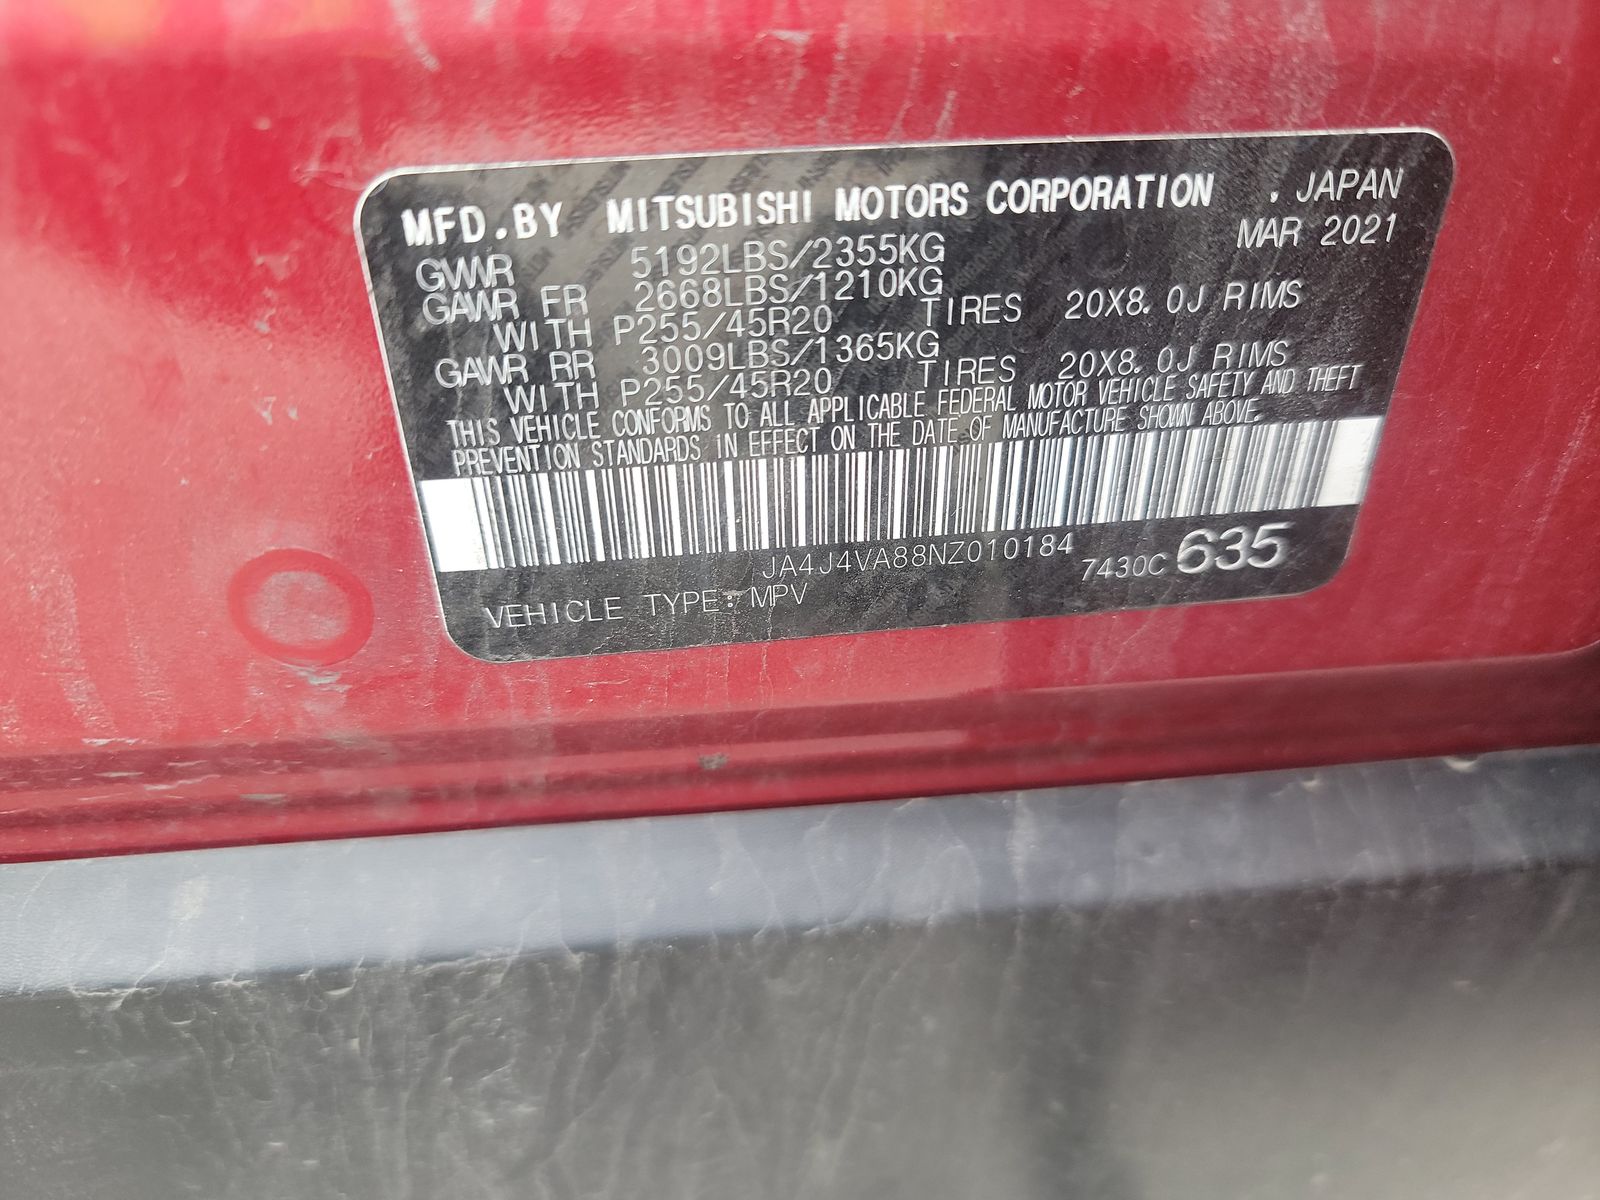 MFD.BY MITSUBISHI MOTORS CORPORATION , JAPAN
MAR 2021
GVWR 5192LBS/2355KG
GAWR FR 2668LBS/1210KG
WITH P255/45R20 TIRES 20X8.0J RIMS
GAWR RR 3009LBS/1365KG
WITH P255/45R20 TIRES 20X8.0J RIMS
THIS VEHICLE CONFORMS TO ALL APPLICABLE FEDERAL MOTOR VEHICLE SAFETY AND THEFT
PREVENTION STANDARDS IN EFFECT ON THE DATE OF MANUFACTURE SHOWN ABOVE.
JA4J4VA88NZ010184
7430C 635
VEHICLE TYPE: MPV